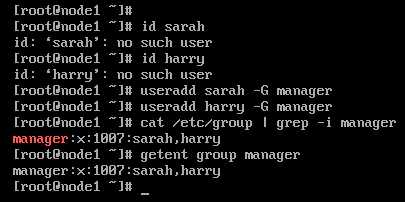 [root@node1 ~]#
[root@node1 ~]# id sarah
id: ‘sarah’: no such user
[root@node1 ~]# id harry
id: ‘harry’: no such user
[root@node1 ~]# useradd sarah -G manager
[root@node1 ~]# useradd harry -G manager
[root@node1 ~]# cat /etc/group | grep -i manager
manager:x:1007:sarah,harry
[root@node1 ~]# getent group manager
manager:x:1007:sarah,harry
[root@node1 ~]# _